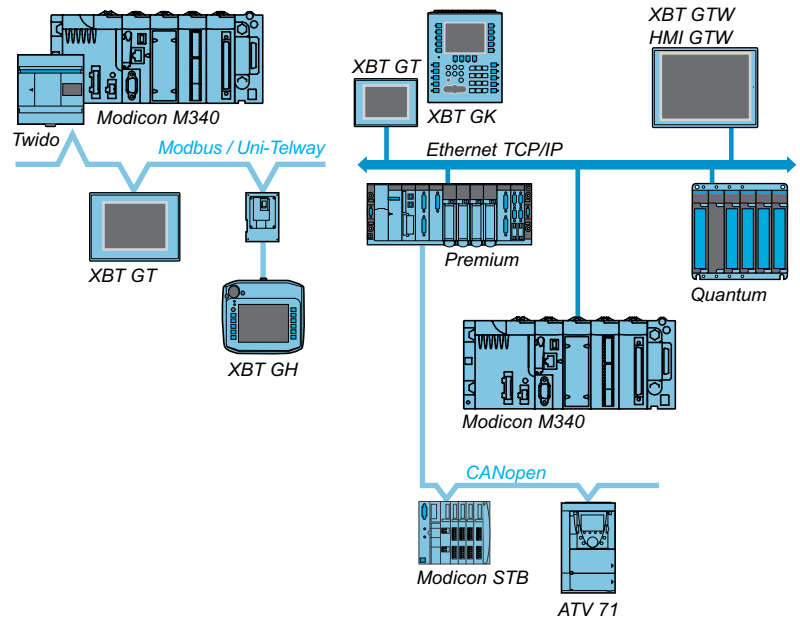 Twido
Modicon M340
Modbus / Uni-Telway
XBT GT
XBT GH
XBT GT
XBT GK
XBT GTW
HMI GTW
Ethernet TCP/IP
Premium
Quantum
Modicon M340
CANopen
Modicon STB
ATV 71